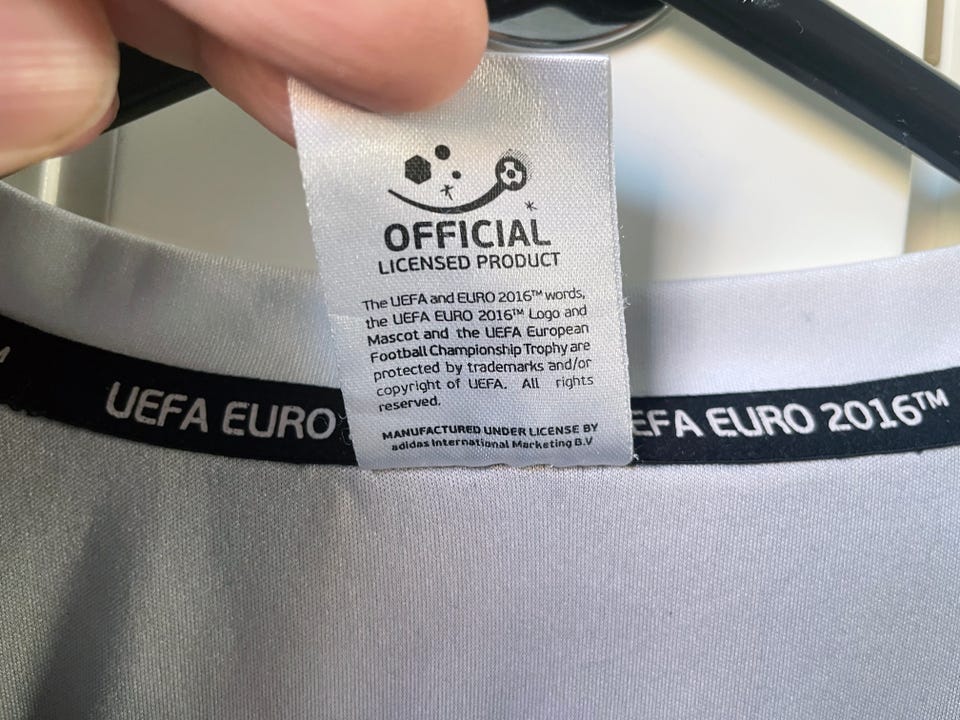 OFFICIAL
LICENSED PRODUCT
The UEFA and EURO 2016™ words,
the UEFA EURO 2016™ Logo and
Mascot and the UEFA European
Football Championship Trophy are
protected by trademarks and/or
copyright of UEFA. All rights
reserved.
MANUFACTURED UNDER LICENSE BY
adidas International Marketing B.V
UEFA EURO
EFA EURO 2016™